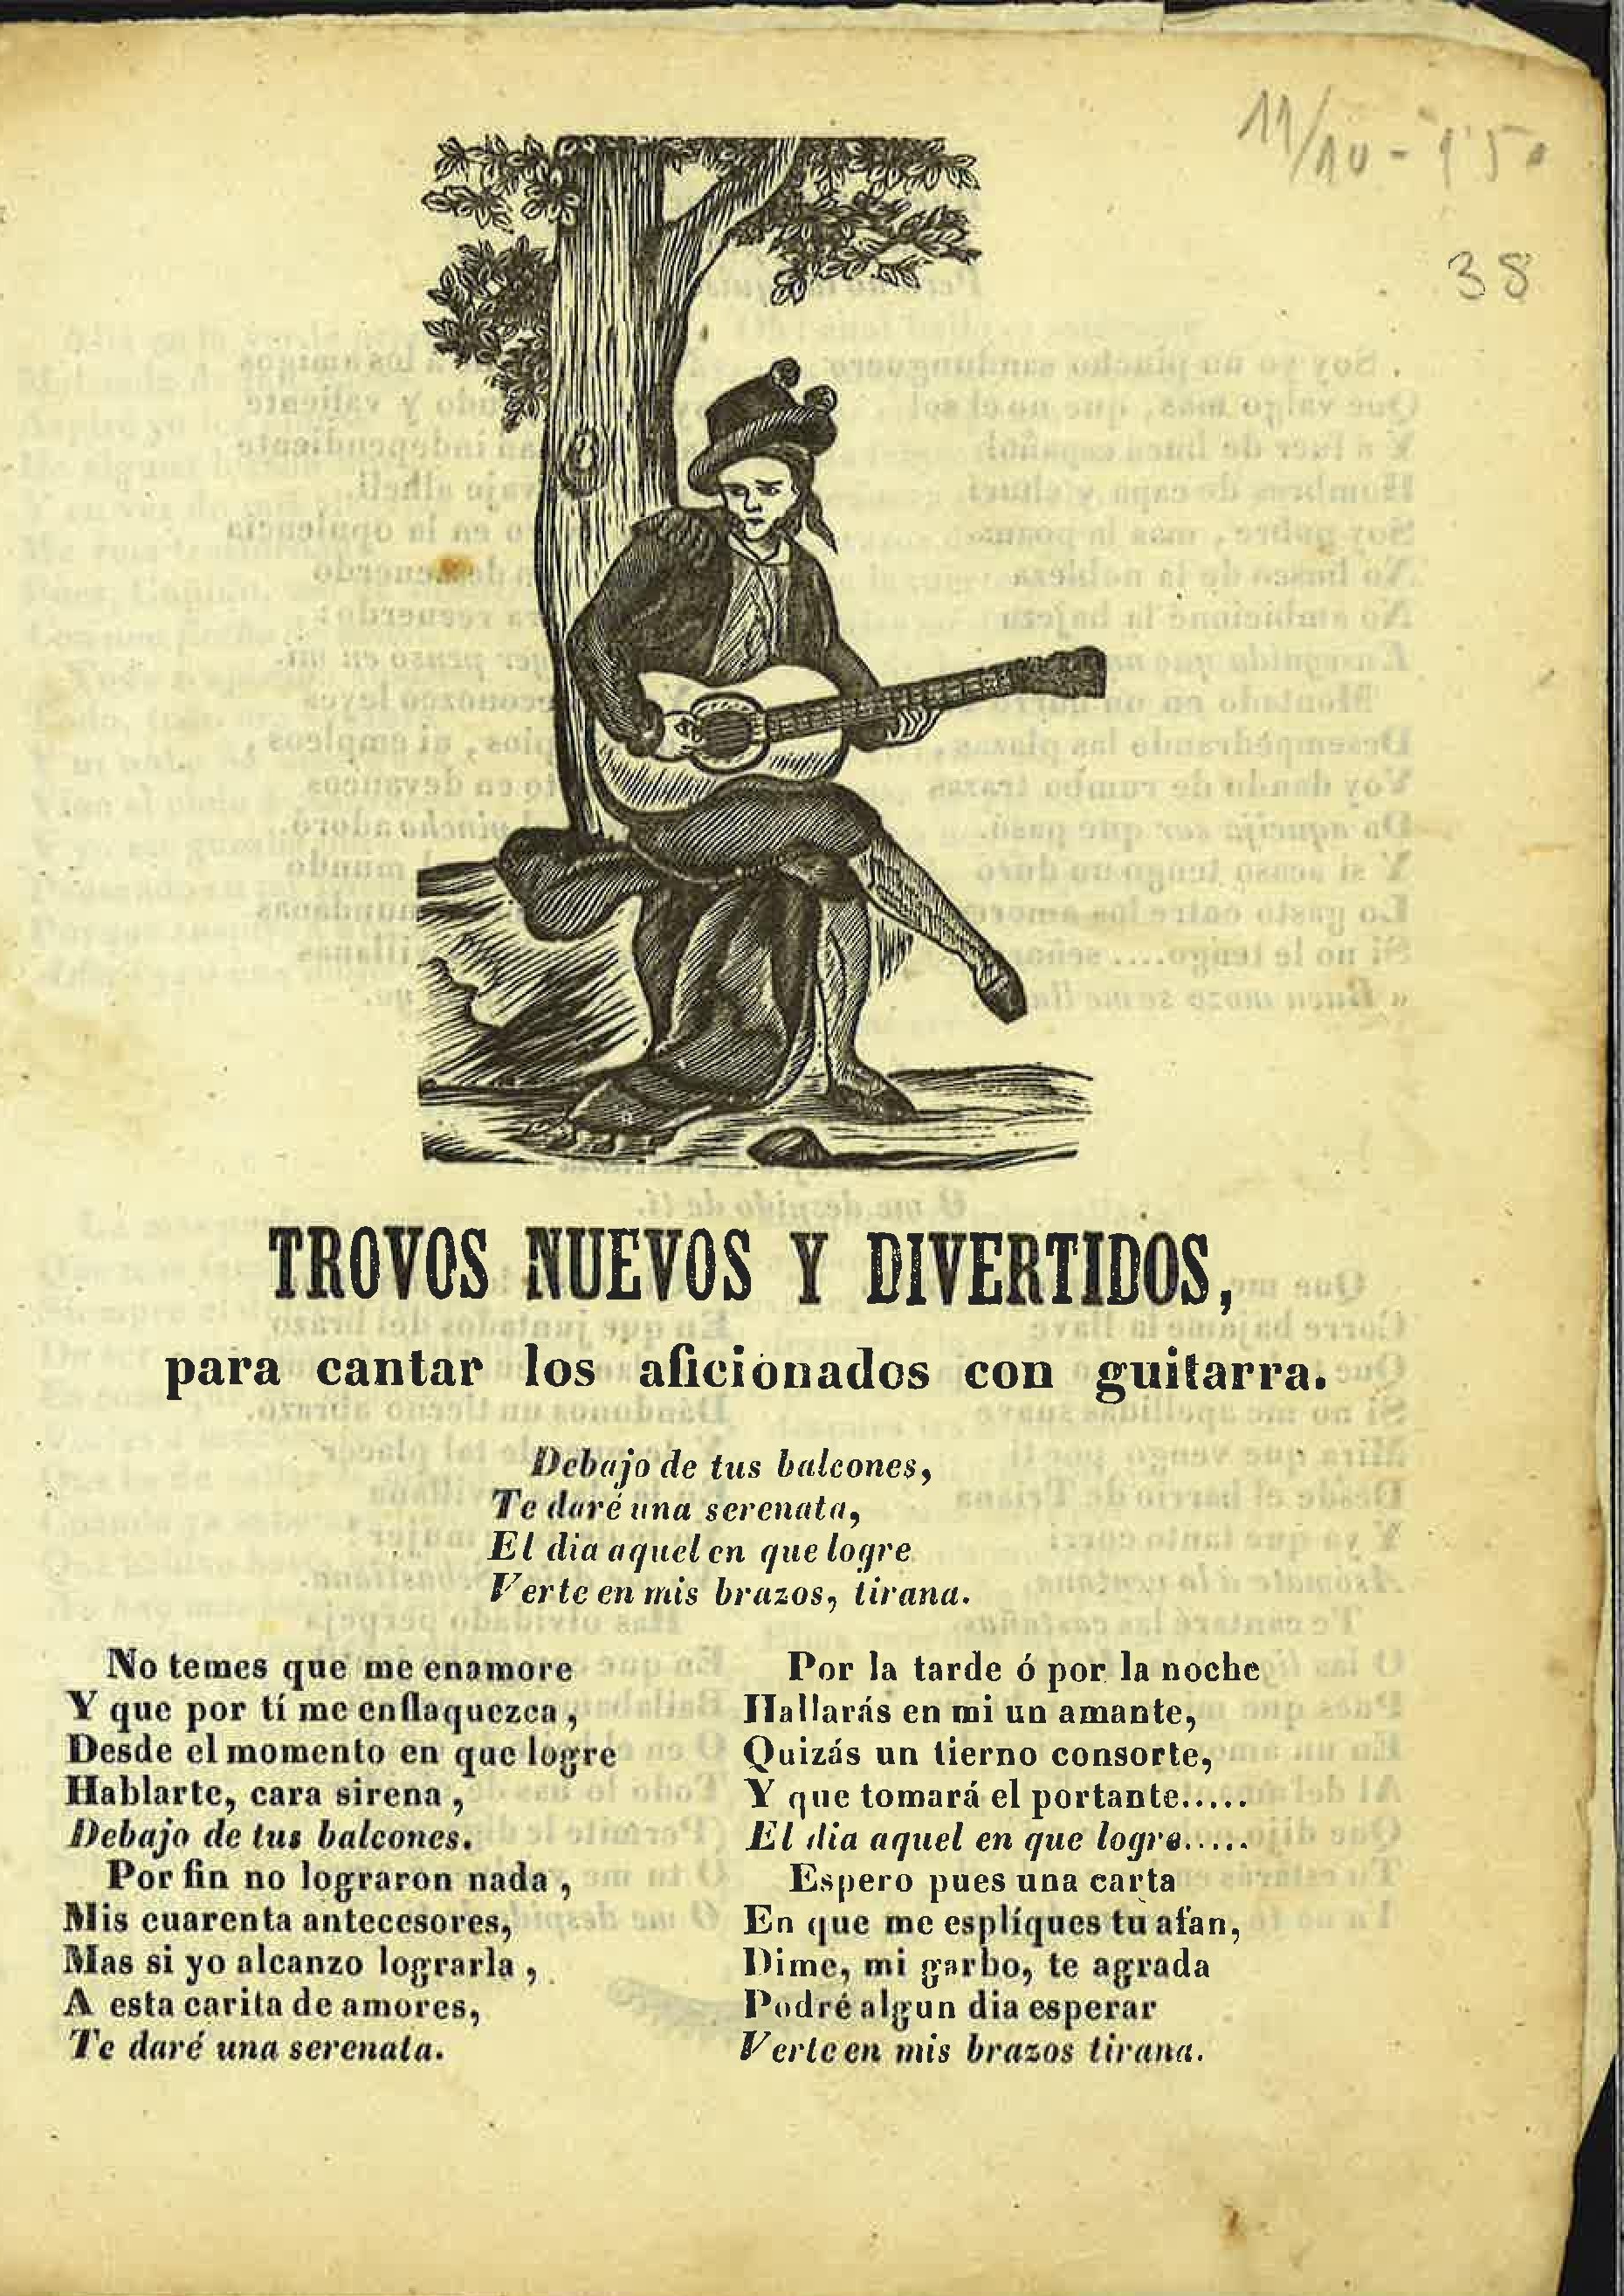 38
TROVOS NUEVOS Y DIVERTIDOS,
para cantar los aficionados con guitarra.
Debajo de tus balcones,
Te daré una serenata,
El dia aquel en que logre
Verte en mis brazos, tirana.
No temes que me enamore
Y que por tí me enflaquezca,
Desde el momento en que logre
Hablarte, cara sirena,
Debajo de tus balcones.
Por fin no lograron nada,
Mis cuarenta antecesores,
Mas si yo alcanzo lograrla,
A esta carita de amores,
Te daré una serenata.
Por la tarde ó por la noche
Hallarás en mi un amante,
Quizás un tierno consorte,
Y que tomará el portante.....
El dia aquel en que logre.....
Espero pues una carta
En que me esplíques tu afan,
Dime, mi garbo, te agrada
Podré algun dia esperar
Verte en mis brazos tirana.